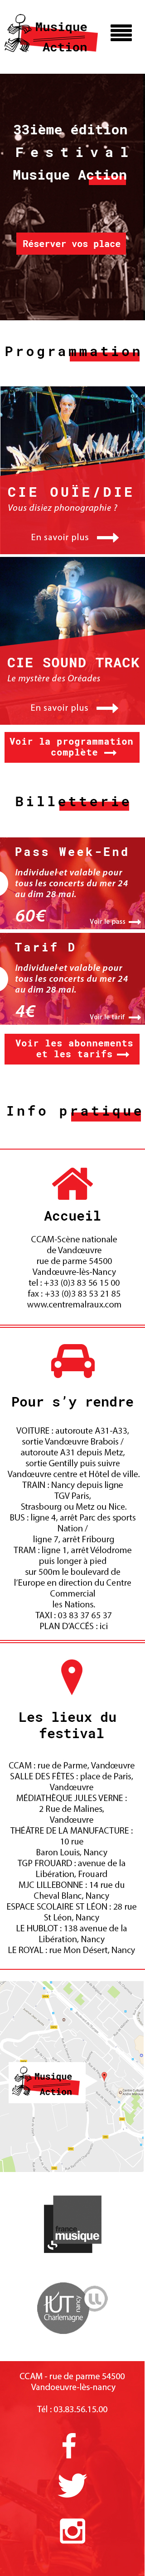 Musique
Action
33ième édition
Festival
Musique Action
Réserver vos place
Programmation
CIE OUÏE/DIE
Vous disiez phonographie ?
En savoir plus
CIE SOUND TRACK
Le mystère des Oréades
En savoir plus
Voir la programmation
complète
Billetterie
Pass Week-End
Individuel et valable pour
tous les concerts du mer 24
au dim 28 mai.
60€
Voir le pass
Tarif D
Individuel et valable pour
tous les concerts du mer 24
au dim 28 mai.
4€
Voir le tarif
Voir les abonnements
et les tarifs
Info pratique
Accueil
CCAM-Scène nationale
de Vandœuvre
rue de parme 54500
Vandœuvre-lès-Nancy
tel : +33 (0)3 83 56 15 00
fax : +33 (0)3 83 53 21 85
www.centremalraux.com
Pour s’y rendre
VOITURE : autoroute A31-A33,
sortie Vandœuvre Brabois /
autoroute A31 depuis Metz,
sortie Gentilly puis suivre
Vandœuvre centre et Hôtel de ville.
TRAIN : Nancy depuis ligne
TGV Paris,
Strasbourg ou Metz ou Nice.
BUS : ligne 4, arrêt Parc des sports
Nation /
ligne 7, arrêt Fribourg
TRAM : ligne 1, arrêt Vélodrome
puis longer à pied
sur 500m le boulevard de
l’Europe en direction du Centre
Commercial
les Nations.
TAXI : 03 83 37 65 37
PLAN D’ACCÈS : ici
Les lieux du
festival
CCAM : rue de Parme, Vandœuvre
SALLE DES FÊTES : place de Paris,
Vandœuvre
MÉDIATHÈQUE JULES VERNE :
2 Rue de Malines,
Vandœuvre
THÉÂTRE DE LA MANUFACTURE :
10 rue
Baron Louis, Nancy
TGP FROUARD : avenue de la
Libération, Frouard
MJC LILLEBONNE : 14 rue du
Cheval Blanc, Nancy
ESPACE SCOLAIRE ST LÉON : 28 rue
St Léon, Nancy
LE HUBLOT : 138 avenue de la
Libération, Nancy
LE ROYAL : rue Mon Désert, Nancy
Musique
Action
france
musique
IUT nancy
Charlemagne
CCAM - rue de parme 54500
Vandoeuvre-lès-nancy
Tél : 03.83.56.15.00